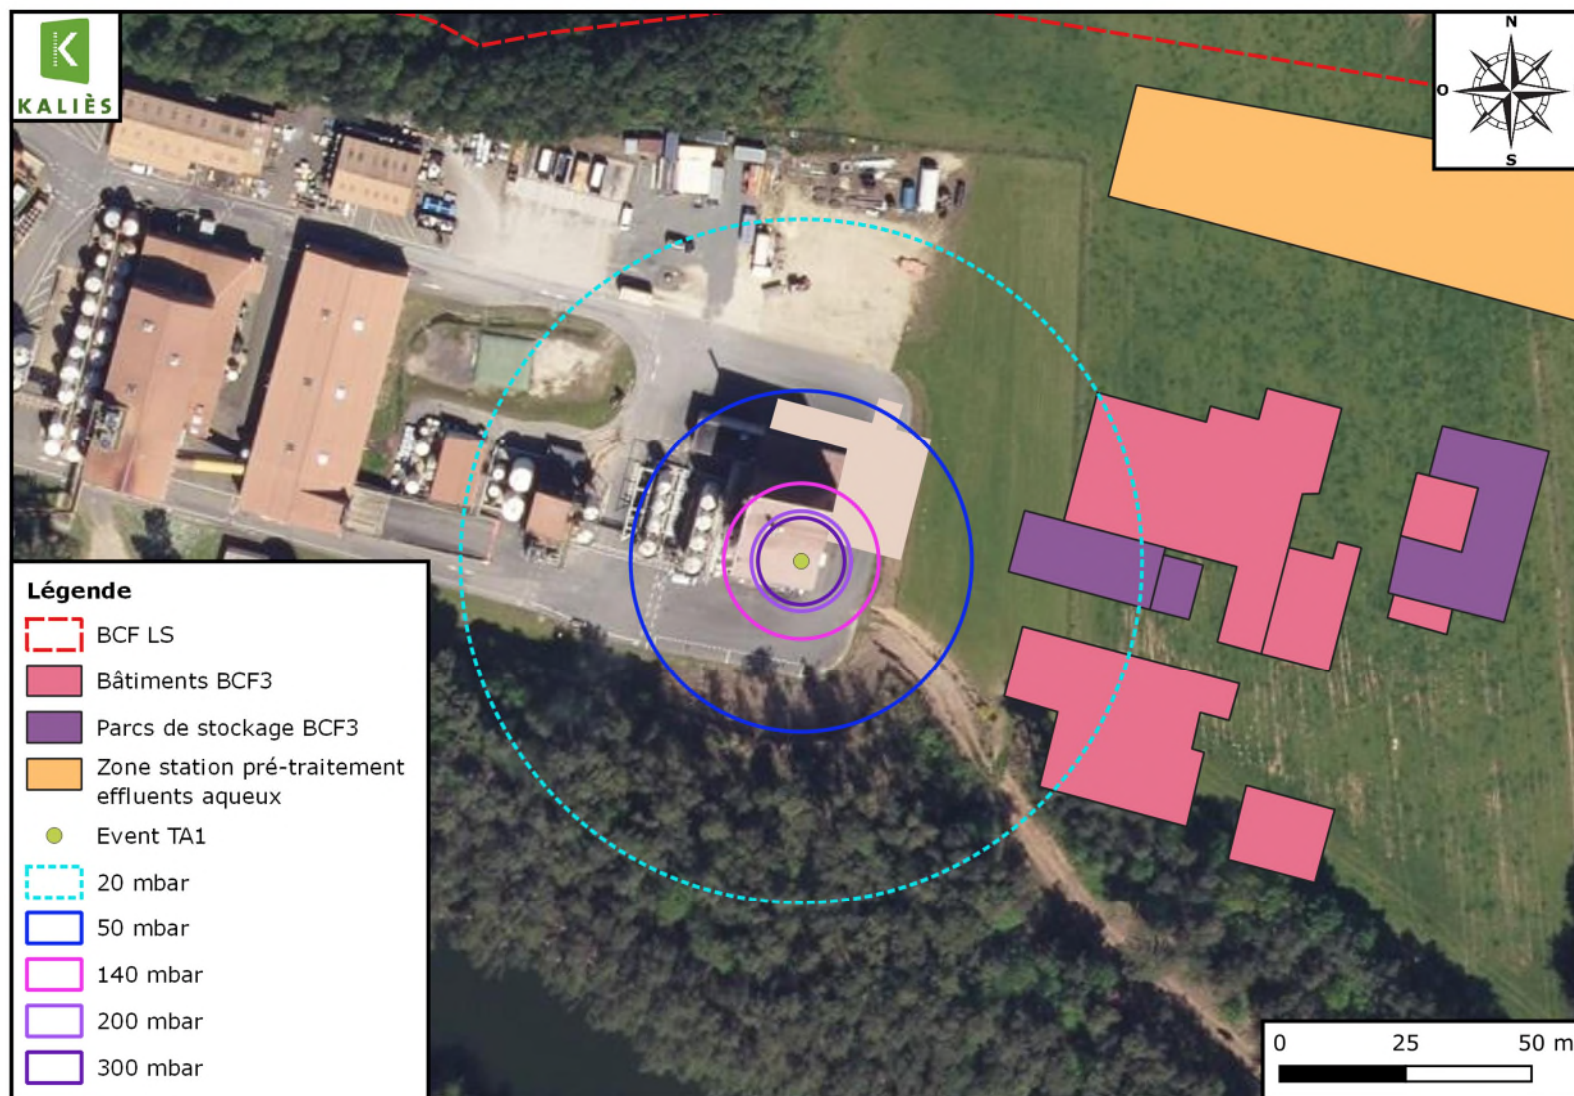 KALIÈS
N
O
S
Légende
BCF LS
Bâtiments BCF3
Parcs de stockage BCF3
Zone station pré-traitement
effluents aqueux
Event TA1
20 mbar
50 mbar
140 mbar
200 mbar
300 mbar
0 25 50 m